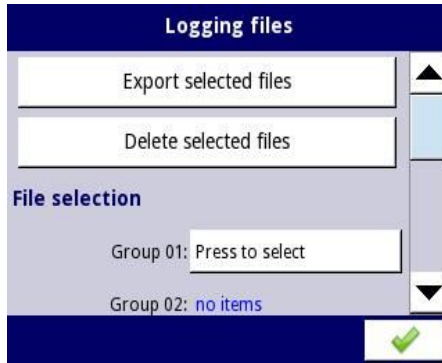 Logging files
Export selected files
Delete selected files
File selection
Group 01: Press to select
Group 02: no items